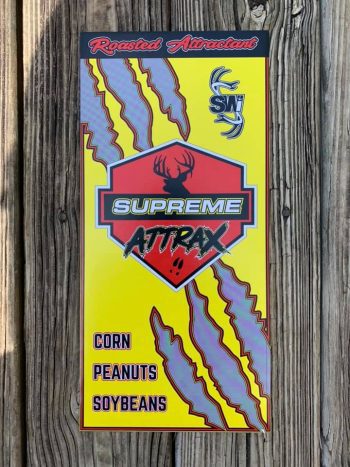 Roasted Attractant
SW
SUPREME
ATTRAX
CORN
PEANUTS
SOYBEANS